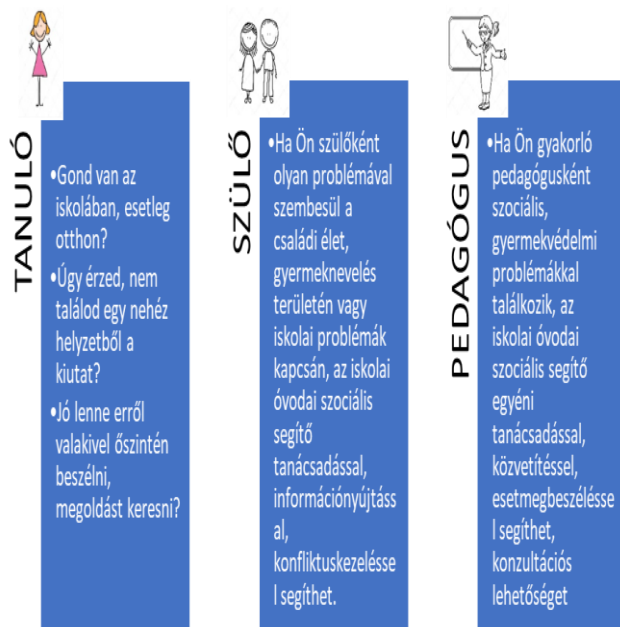 TANULÓ
•Gond van az
iskolában, esetleg
otthon?
•Úgy érzed, nem
találod egy nehéz
helyzetből a
kiutat?
•Jó lenne erről
valakivel őszintén
beszélni,
megoldást keresni?
SZÜLŐ
•Ha Ön szülőként
olyan problémával
szembesül a
családi élet,
gyermeknevelés
területén vagy
iskolai problémák
kapcsán, az iskolai
óvodai szociális
segítő
tanácsadással,
információnyújtáss
al,
konfliktuskezelésse
l segíthet.
PEDAGÓGUS
•Ha Ön gyakorló
pedagógusként
szociális,
gyermekvédelmi
problémákkal
találkozik, az
iskolai óvodai
szociális segítő
egyéni
tanácsadással,
közvetítéssel,
esetmegbeszélésse
l segíthet,
konzultációs
lehetőséget